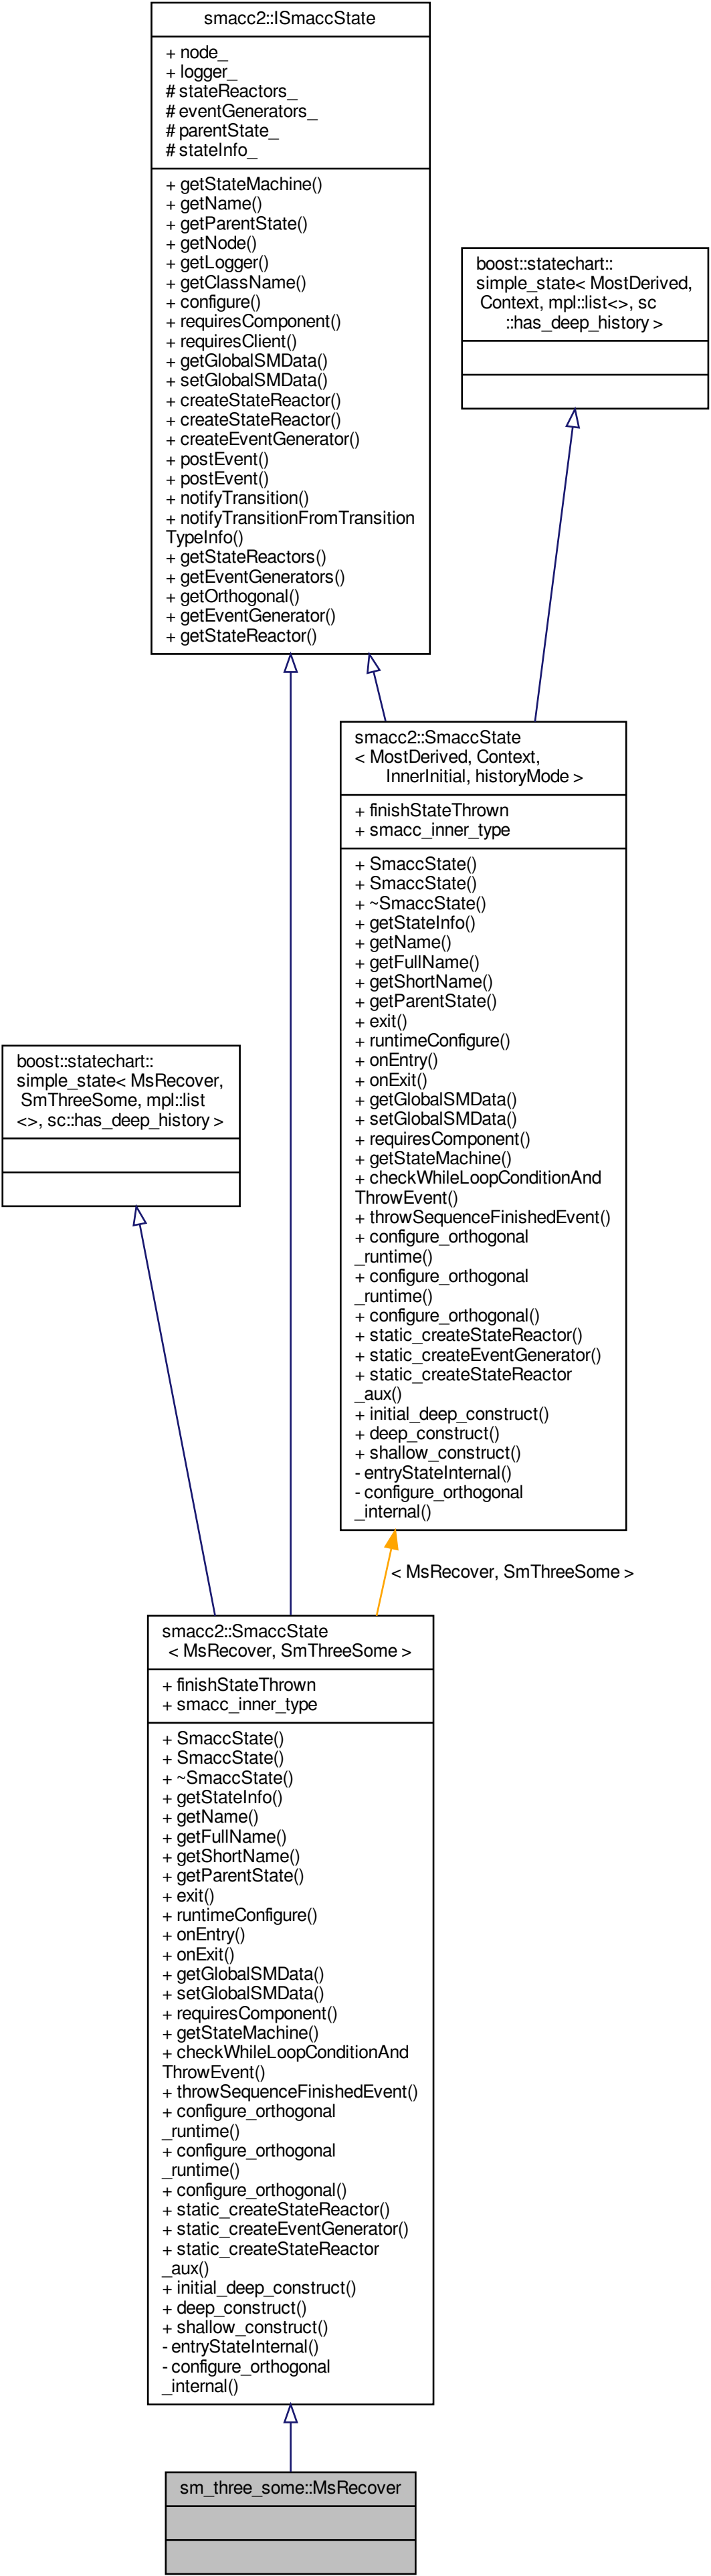 smacc2::ISmaccState
+ node_
+ logger_
# stateReactors_
# eventGenerators_
# parentState_
# stateInfo_
+ getStateMachine()
+ getName()
+ getParentState()
+ getNode()
+ getLogger()
+ getClassName()
+ configure()
+ requiresComponent()
+ requiresClient()
+ getGlobalSMData()
+ setGlobalSMData()
+ createStateReactor()
+ createStateReactor()
+ createEventGenerator()
+ postEvent()
+ postEvent()
+ notifyTransition()
+ notifyTransitionFromTransition
TypeInfo()
+ getStateReactors()
+ getEventGenerators()
+ getOrthogonal()
+ getEventGenerator()
+ getStateReactor()
boost::statechart::
simple_state< MostDerived,
Context, mpl::list<>, sc
::has_deep_history >
smacc2::SmaccState
< MostDerived, Context,
InnerInitial, historyMode >
+ finishStateThrown
+ smacc_inner_type
+ SmaccState()
+ SmaccState()
+ ~SmaccState()
+ getStateInfo()
+ getName()
+ getFullName()
+ getShortName()
+ getParentState()
+ exit()
+ runtimeConfigure()
+ onEntry()
+ onExit()
+ getGlobalSMData()
+ setGlobalSMData()
+ requiresComponent()
+ getStateMachine()
+ checkWhileLoopConditionAnd
ThrowEvent()
+ throwSequenceFinishedEvent()
+ configure_orthogonal
_runtime()
+ configure_orthogonal
_runtime()
+ configure_orthogonal()
+ static_createStateReactor()
+ static_createEventGenerator()
+ static_createStateReactor
_aux()
+ initial_deep_construct()
+ deep_construct()
+ shallow_construct()
- entryStateInternal()
- configure_orthogonal
_internal()
boost::statechart::
simple_state< MsRecover,
SmThreeSome, mpl::list
<>, sc::has_deep_history >
< MsRecover, SmThreeSome >
smacc2::SmaccState
< MsRecover, SmThreeSome >
+ finishStateThrown
+ smacc_inner_type
+ SmaccState()
+ SmaccState()
+ ~SmaccState()
+ getStateInfo()
+ getName()
+ getFullName()
+ getShortName()
+ getParentState()
+ exit()
+ runtimeConfigure()
+ onEntry()
+ onExit()
+ getGlobalSMData()
+ setGlobalSMData()
+ requiresComponent()
+ getStateMachine()
+ checkWhileLoopConditionAnd
ThrowEvent()
+ throwSequenceFinishedEvent()
+ configure_orthogonal
_runtime()
+ configure_orthogonal
_runtime()
+ configure_orthogonal()
+ static_createStateReactor()
+ static_createEventGenerator()
+ static_createStateReactor
_aux()
+ initial_deep_construct()
+ deep_construct()
+ shallow_construct()
- entryStateInternal()
- configure_orthogonal
_internal()
sm_three_some::MsRecover